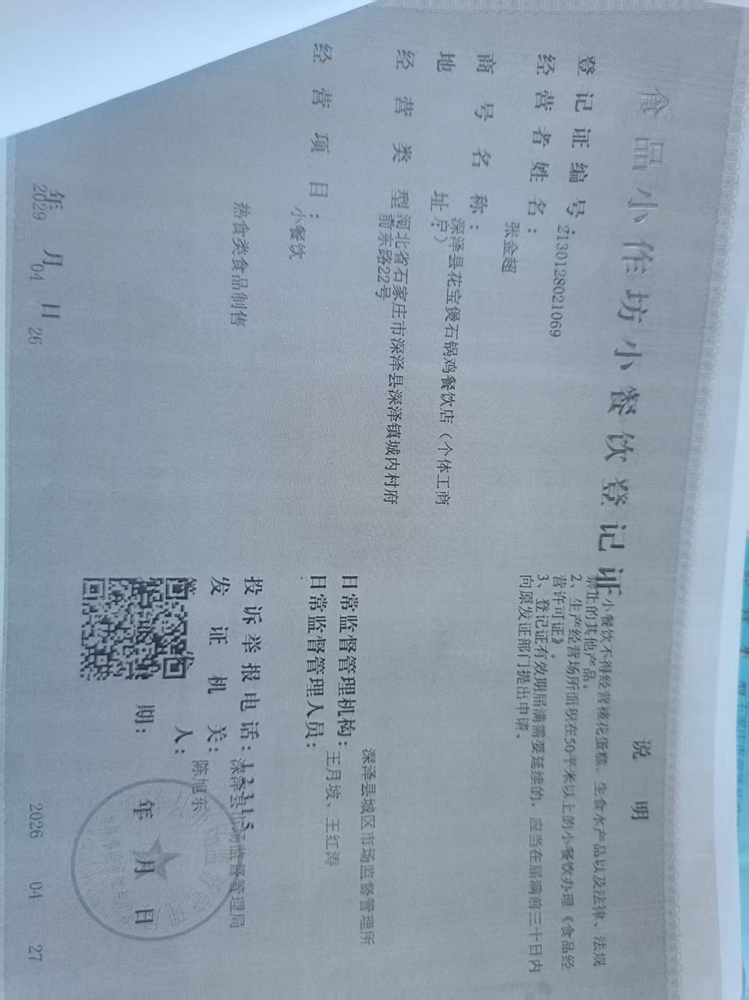 食品小作坊小餐饮登记证
登记证编号：
213012802​1069
经营者姓名：
张金超
商号名称：
深泽县花宝煲石锅鸡餐饮店（个体工商
户）
地址：
河北省石家庄市深泽县深泽镇城内村府
前东路22号
经营类型
小餐饮
经营项目：
热食类食品制售
年 月 日
2029 04 26
说明
小餐饮不得经营裱花蛋糕、生食水产品以及法律、法规
禁止的其他产品。
2、生产经营场所面积在50平米以上的小餐饮办理《食品经
营许可证》。
3、登记证有效期届满需要延续的，应当在届满前三十日内
向原发证部门提出申请。
日常监督管理机构：
深泽县城区市场监督管理所
日常监督管理人员：
王月坡、王红涛
投诉举报电话：12315
发证机关：
深泽县市场监督管理局
签发人：
陈旭东
期：
年 月 日
2026 04 27